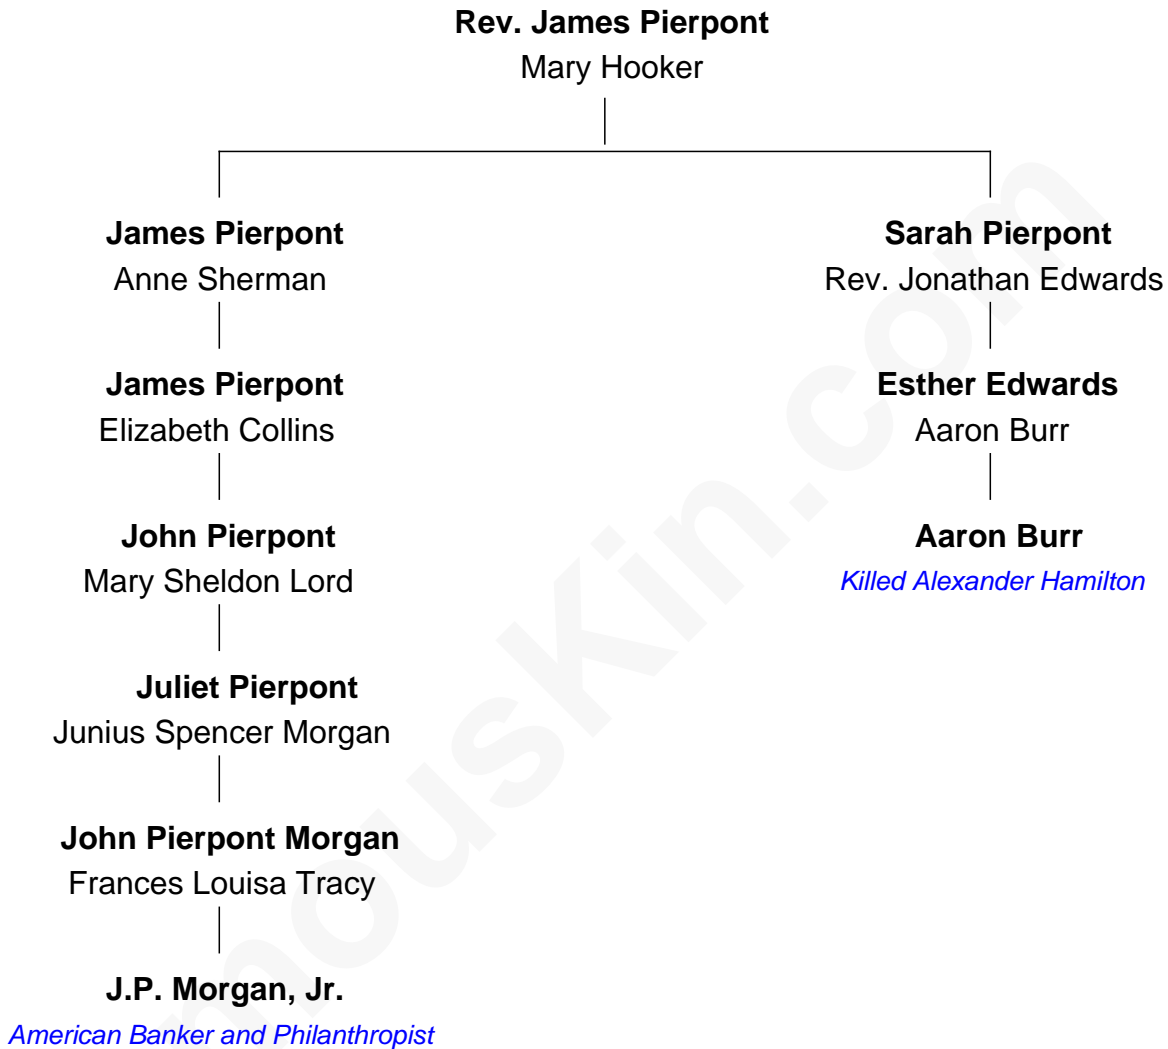 Rev. James Pierpont
Mary Hooker
James Pierpont
Anne Sherman
Sarah Pierpont
Rev. Jonathan Edwards
James Pierpont
Elizabeth Collins
Esther Edwards
Aaron Burr
John Pierpont
Mary Sheldon Lord
Aaron Burr
Killed Alexander Hamilton
Juliet Pierpont
Junius Spencer Morgan
John Pierpont Morgan
Frances Louisa Tracy
J.P. Morgan, Jr.
American Banker and Philanthropist
mousKin.com